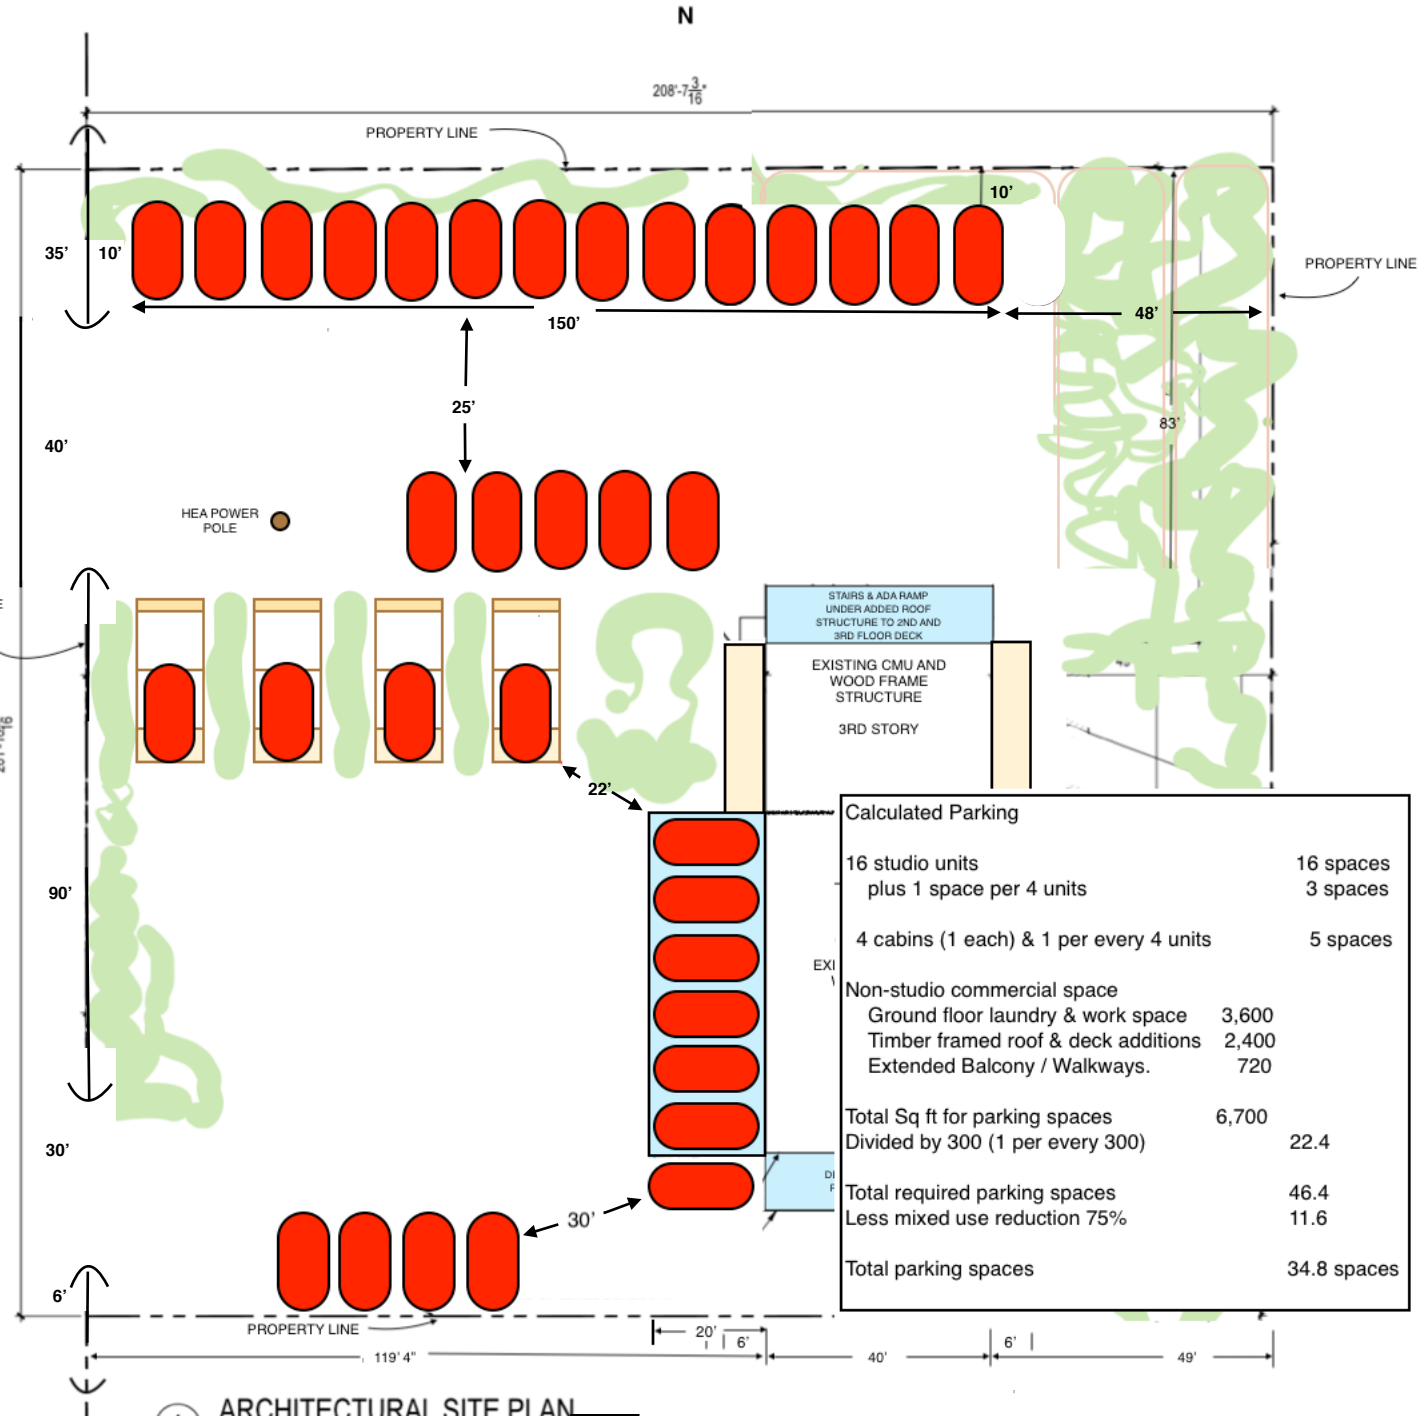 N
208'-7 3/16"
PROPERTY LINE
10'
35'
10'
PROPERTY LINE
150'
48'
25'
83'
40'
HEA POWER
POLE
STAIRS & ADA RAMP
UNDER ADDED ROOF
STRUCTURE TO 2ND AND
3RD FLOOR DECK
EXISTING CMU AND
WOOD FRAME
STRUCTURE
3RD STORY
22'
90'
EXI
Calculated Parking
16 studio units 16 spaces
plus 1 space per 4 units 3 spaces
4 cabins (1 each) & 1 per every 4 units 5 spaces
Non-studio commercial space
Ground floor laundry & work space 3,600
Timber framed roof & deck additions 2,400
Extended Balcony / Walkways. 720
Total Sq ft for parking spaces 6,700
Divided by 300 (1 per every 300) 22.4
Total required parking spaces 46.4
Less mixed use reduction 75% 11.6
Total parking spaces 34.8 spaces
30'
30'
6'
PROPERTY LINE
20'
6'
6'
119' 4"
40'
49'
ARCHITECTURAL SITE PLAN